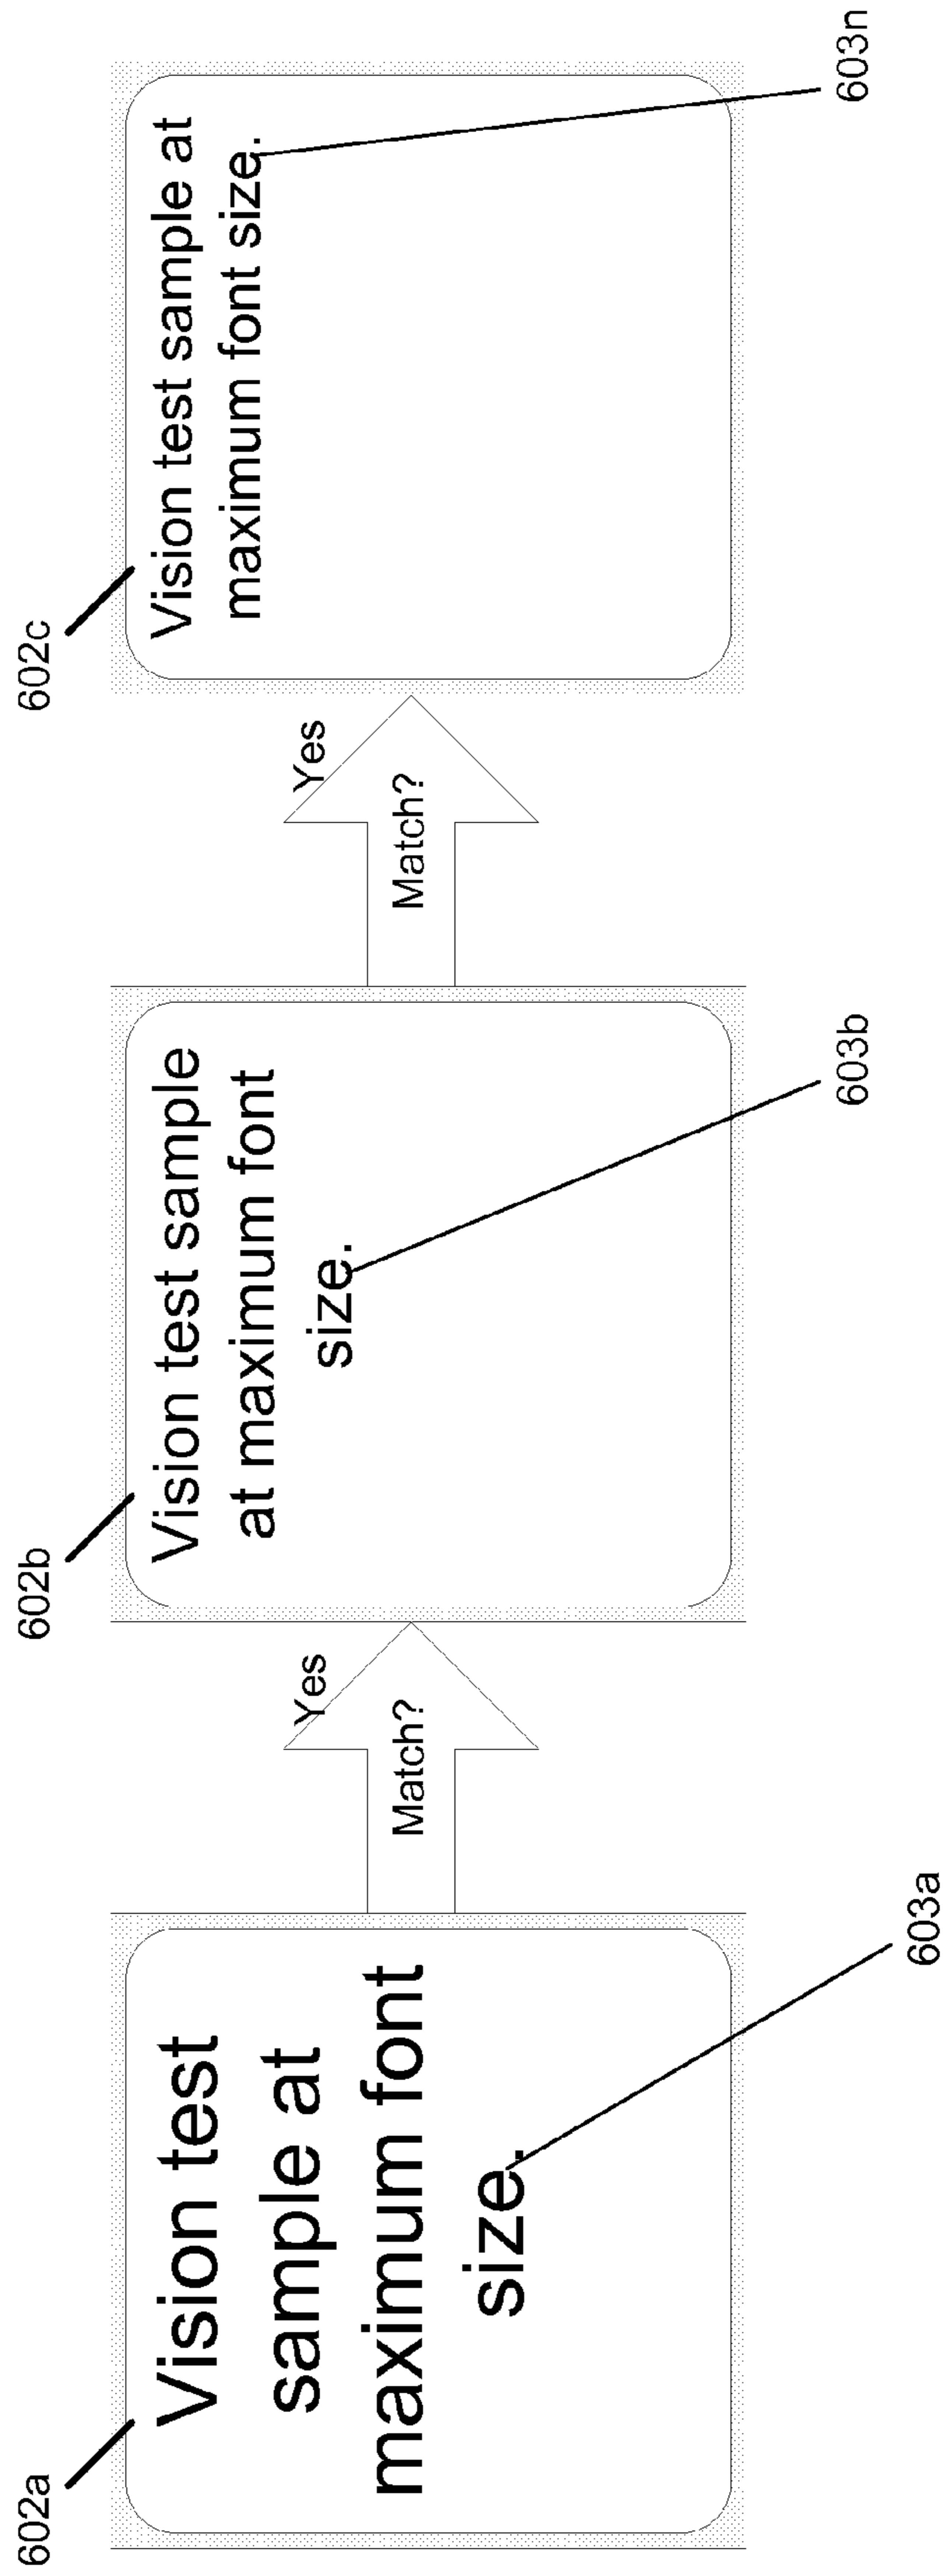 602a
Vision test
sample at
maximum font
size.
603a
Match?
Yes
602b
Vision test sample
at maximum font
size.
603b
Match?
Yes
602c
Vision test sample at
maximum font size.
603n